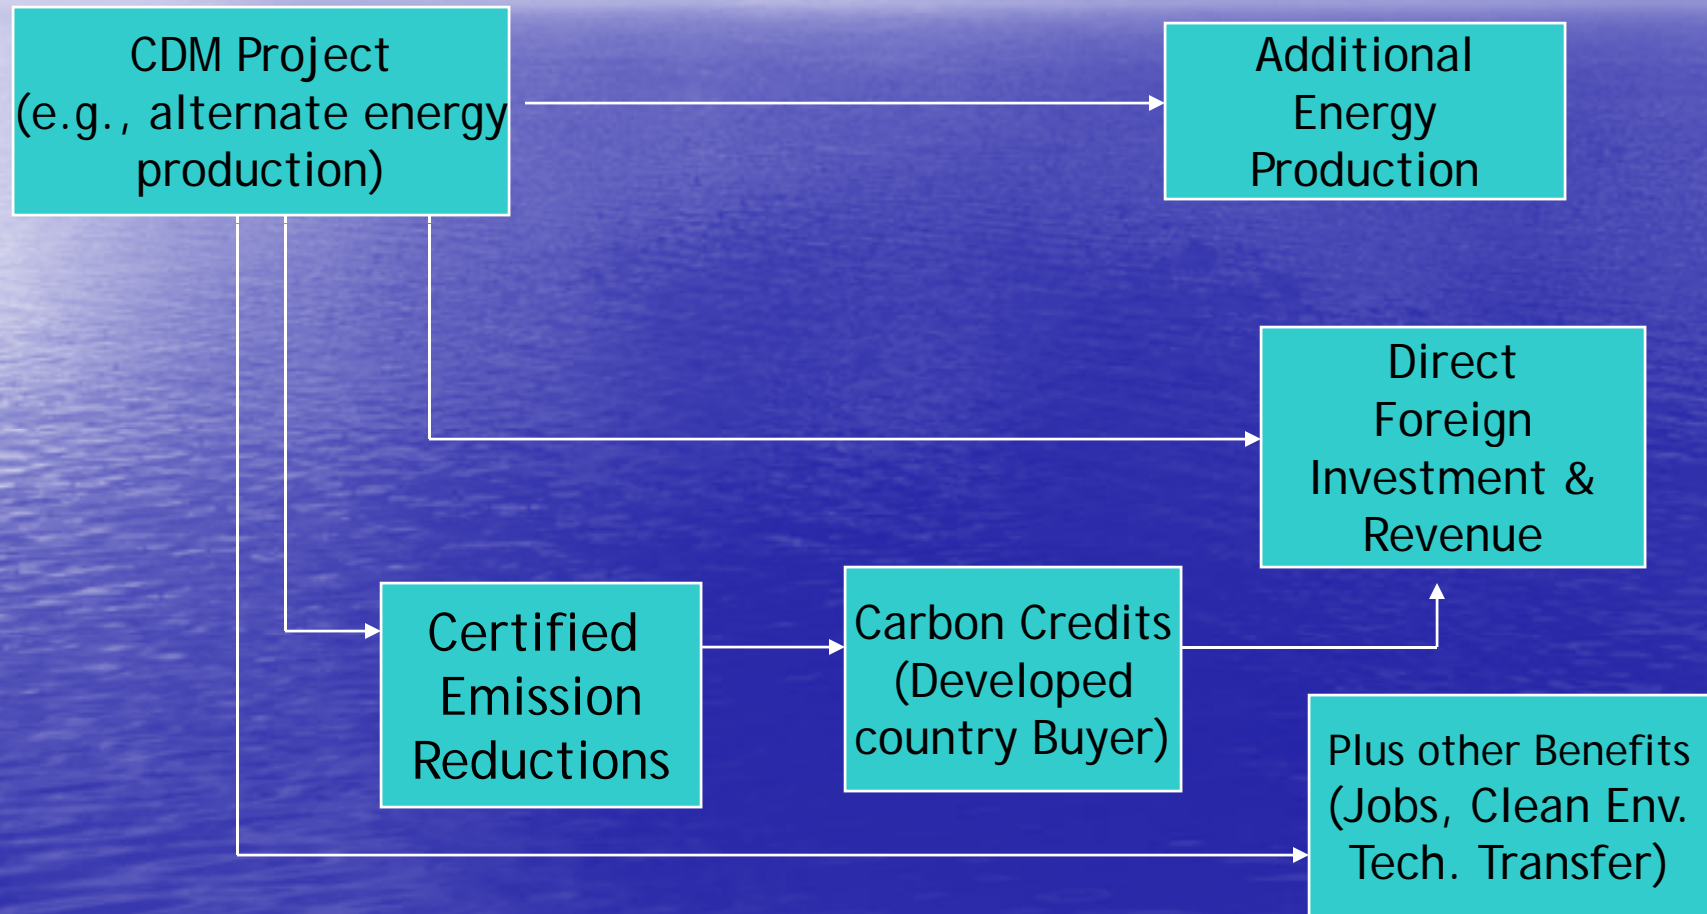 CDM Project
(e.g., alternate energy
production)
Additional
Energy
Production
Direct
Foreign
Investment &
Revenue
Certified
Emission
Reductions
Carbon Credits
(Developed
country Buyer)
Plus other Benefits
(Jobs, Clean Env.
Tech. Transfer)